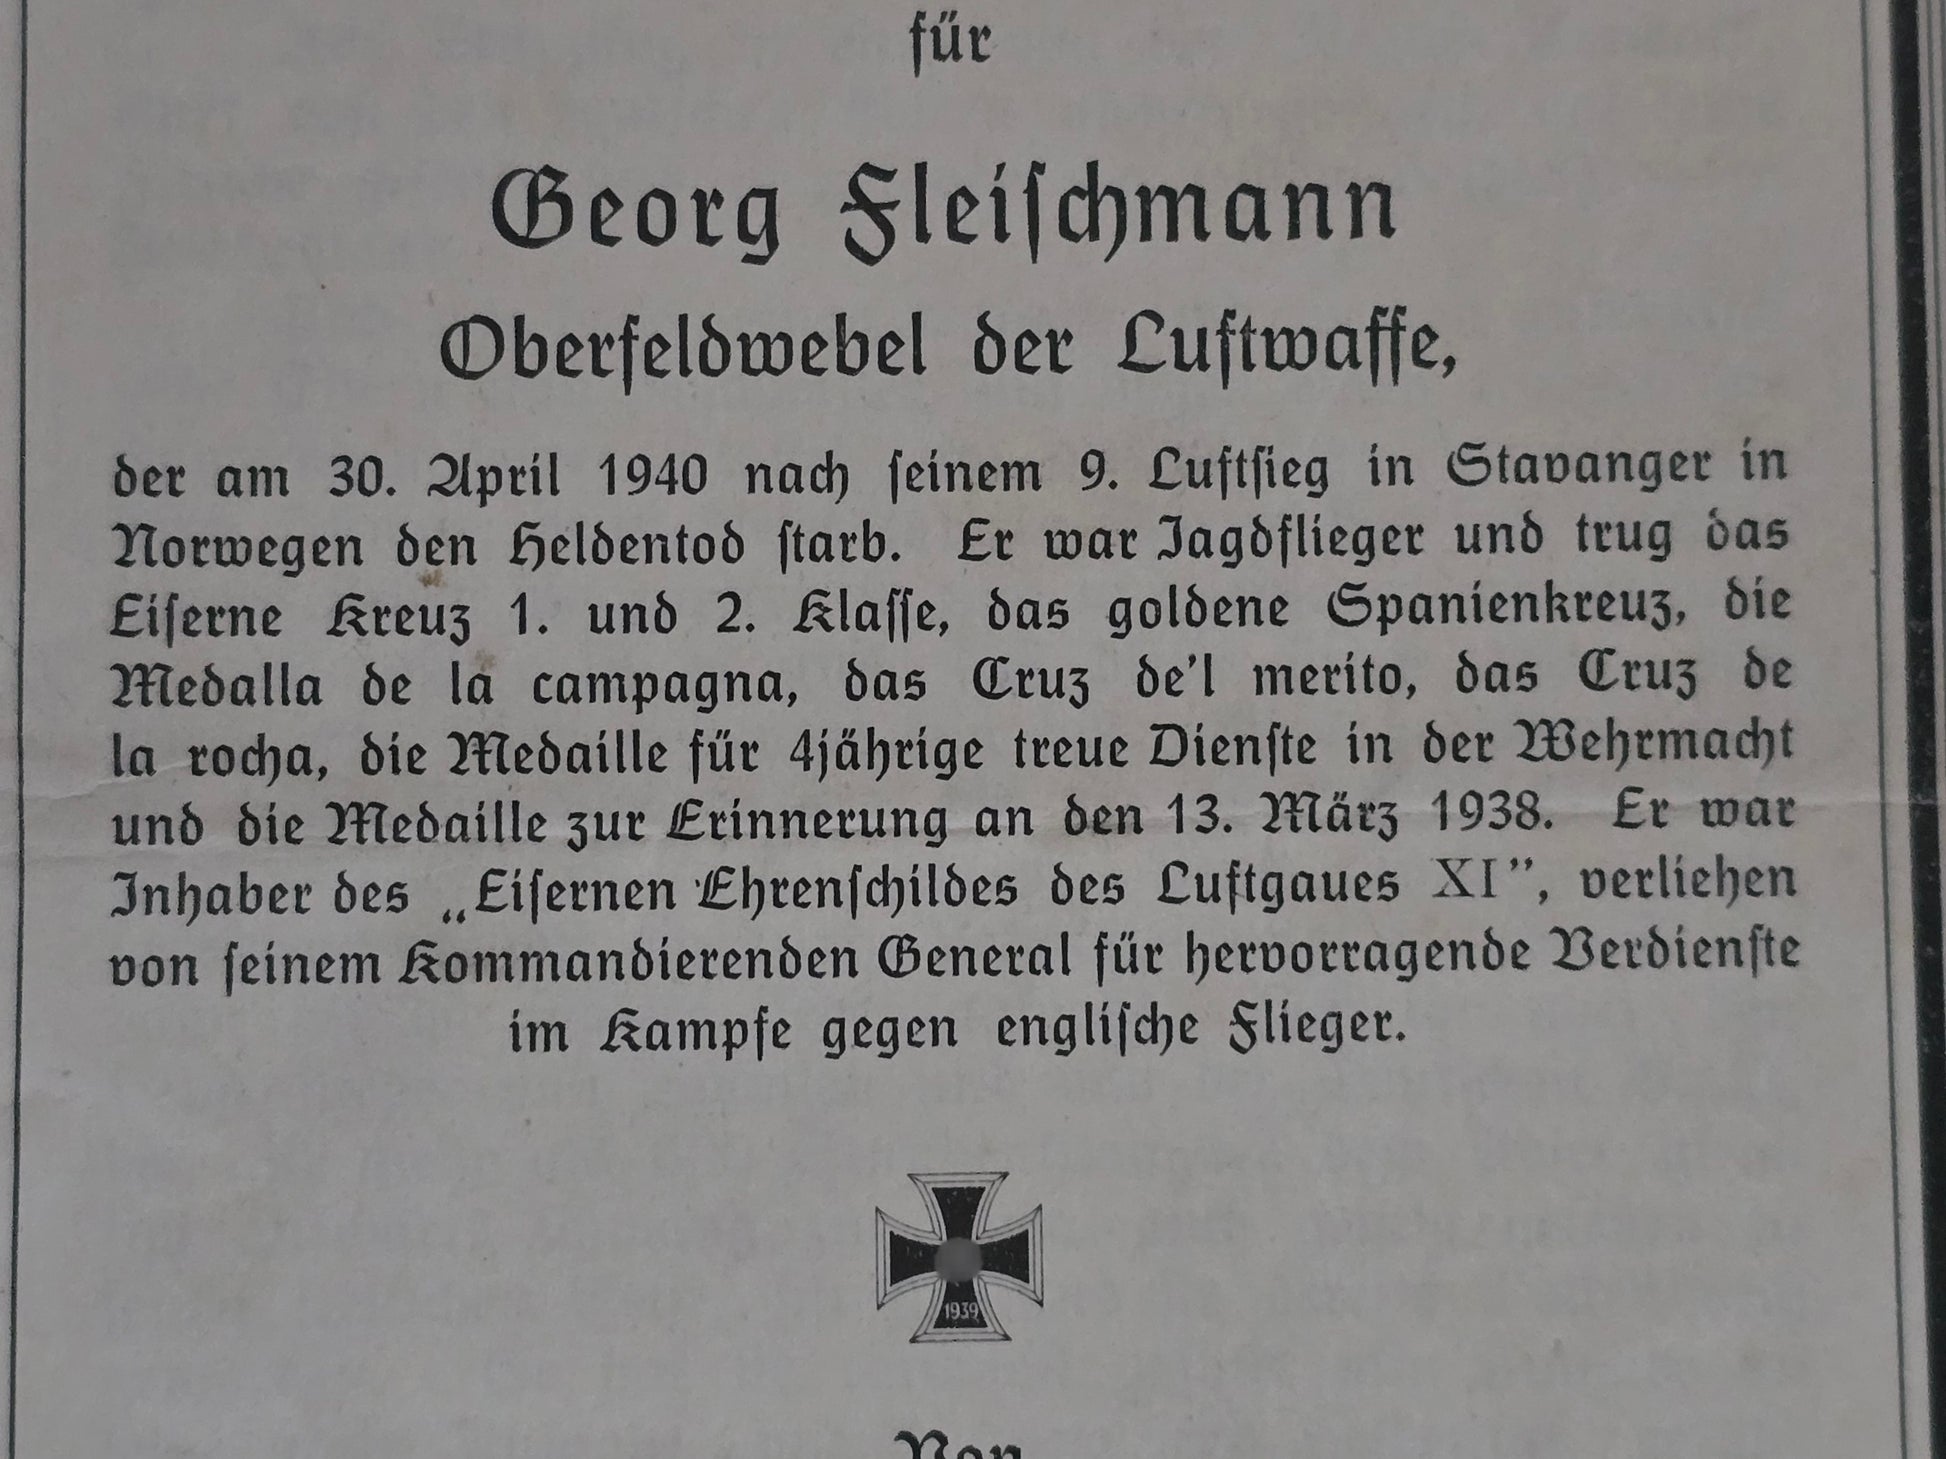 für
Georg Fleiſchmann
Oberfeldwebel der Luftwaffe,
der am 30. April 1940 nach ſeinem 9. Luftſieg in Stavanger in
Norwegen den Heldentod ſtarb. Er war Jagdflieger und trug das
Eiſerne Kreuz 1. und 2. Klaſſe, das goldene Spanienkreuz, die
Medalla de la campagna, das Cruz de'l merito, das Cruz de
la rocha, die Medaille für 4jährige treue Dienſte in der Wehrmacht
und die Medaille zur Erinnerung an den 13. März 1938. Er war
Inhaber des „Eiſernen Ehrenſchildes des Luftgaues XI”, verliehen
von ſeinem Kommandierenden General für hervorragende Verdienſte
im Kampfe gegen engliſche Flieger.
1939
Von